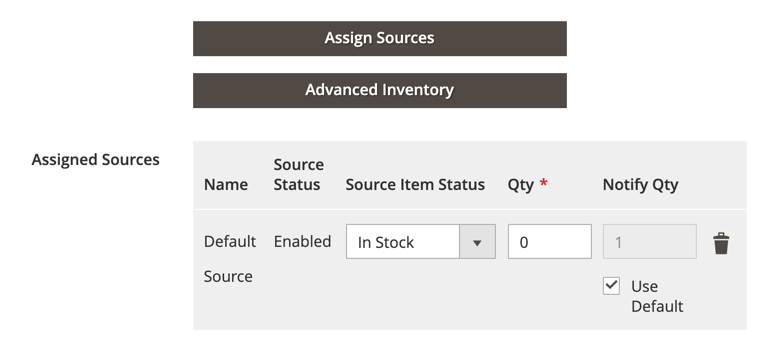 Assign Sources
Advanced Inventory
Assigned Sources
Name Source Status Source Item Status Qty * Notify Qty
Default Source Enabled In Stock 0 1
Use Default